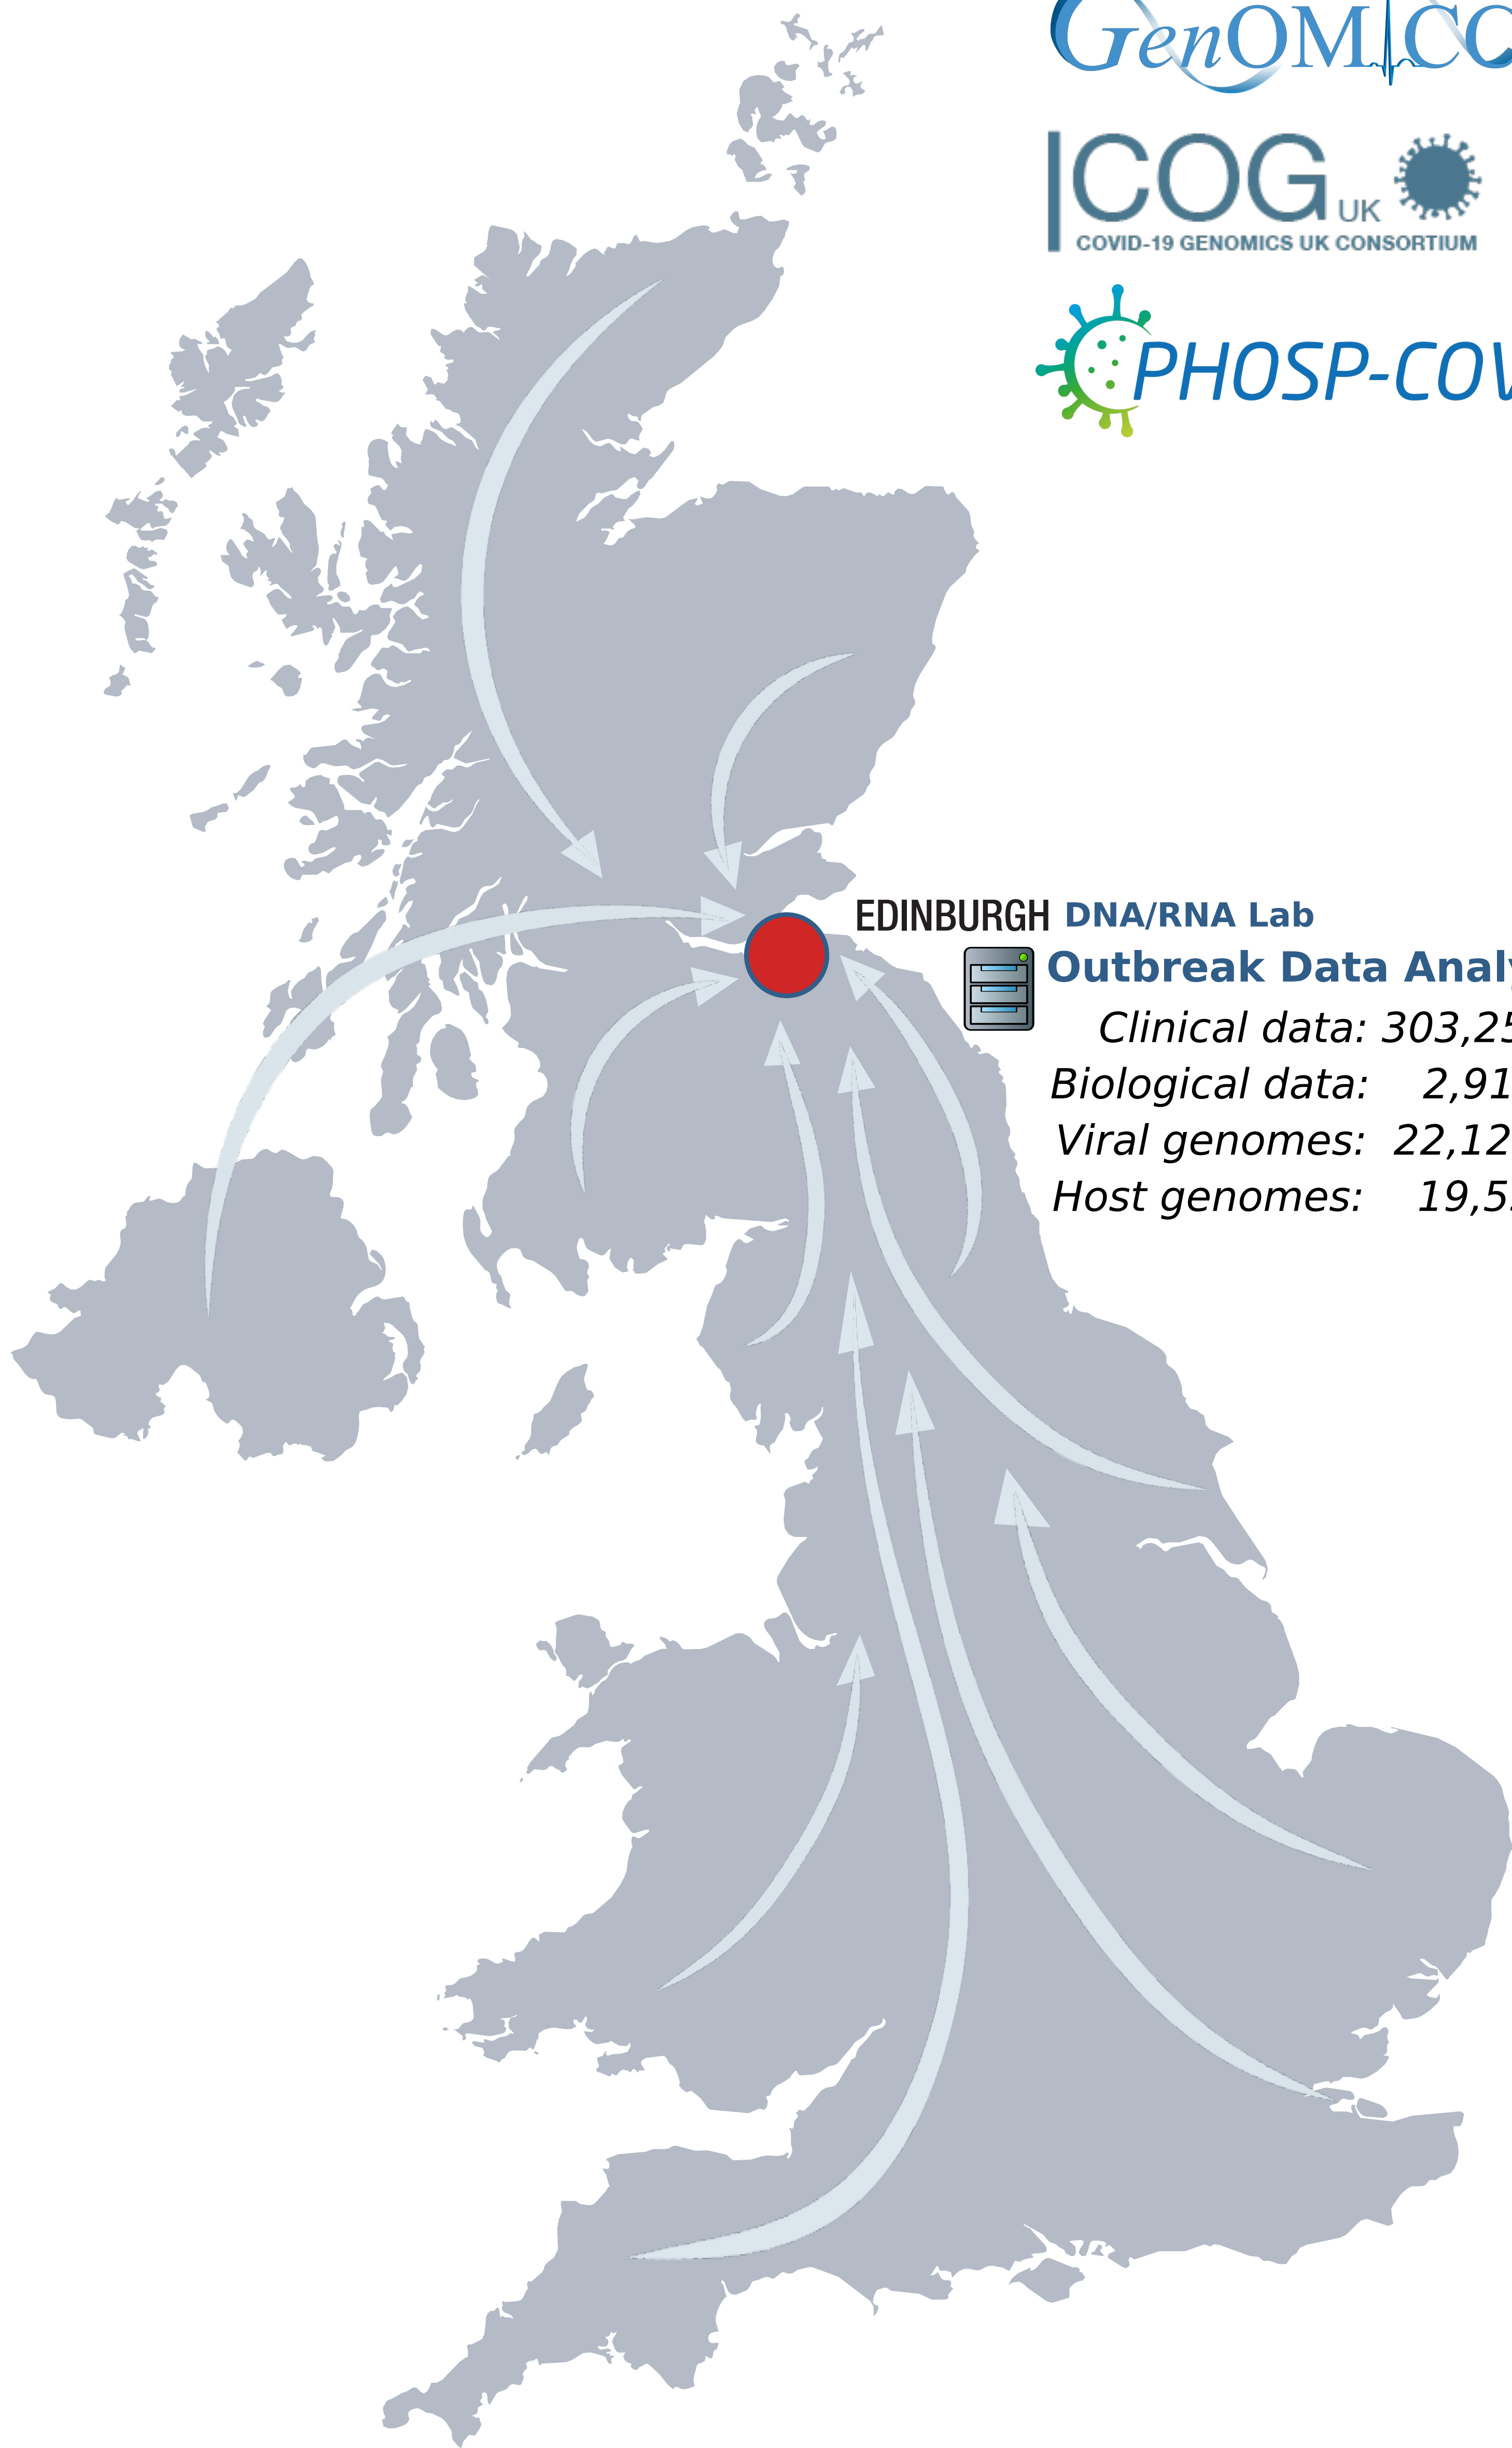 GenOMICC
COG UK
COVID-19 GENOMICS UK CONSORTIUM
PHOSP-COV
EDINBURGH DNA/RNA Lab
Outbreak Data Analy
Clinical data: 303,25
Biological data: 2,91
Viral genomes: 22,12
Host genomes: 19,5